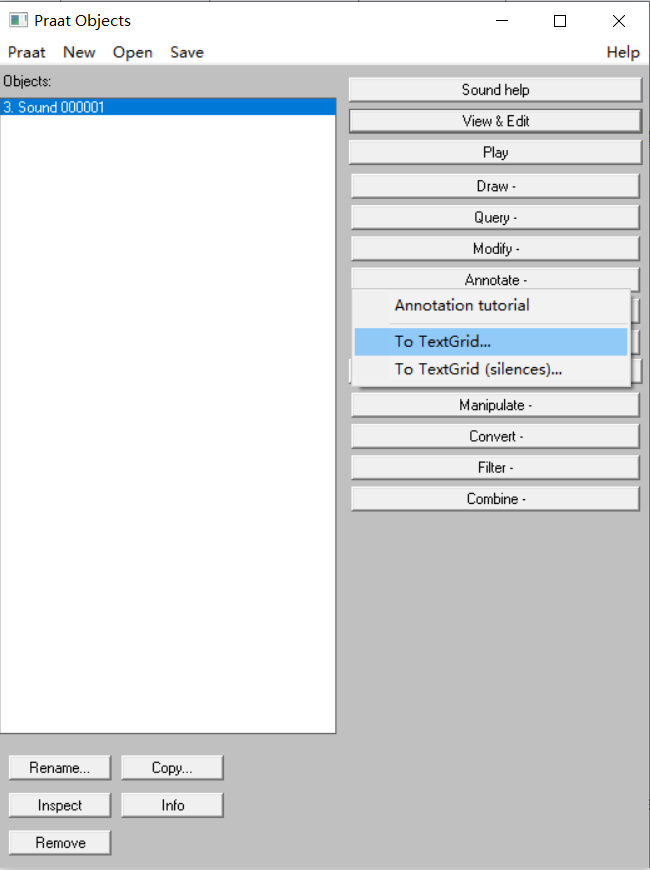 Praat Objects
Praat New Open Save Help
Objects:
3. Sound 000001
Sound help
View & Edit
Play
Draw -
Query -
Modify -
Annotate -
Annotation tutorial
To TextGrid...
To TextGrid (silences)...
Manipulate -
Convert -
Filter -
Combine -
Rename... Copy...
Inspect Info
Remove